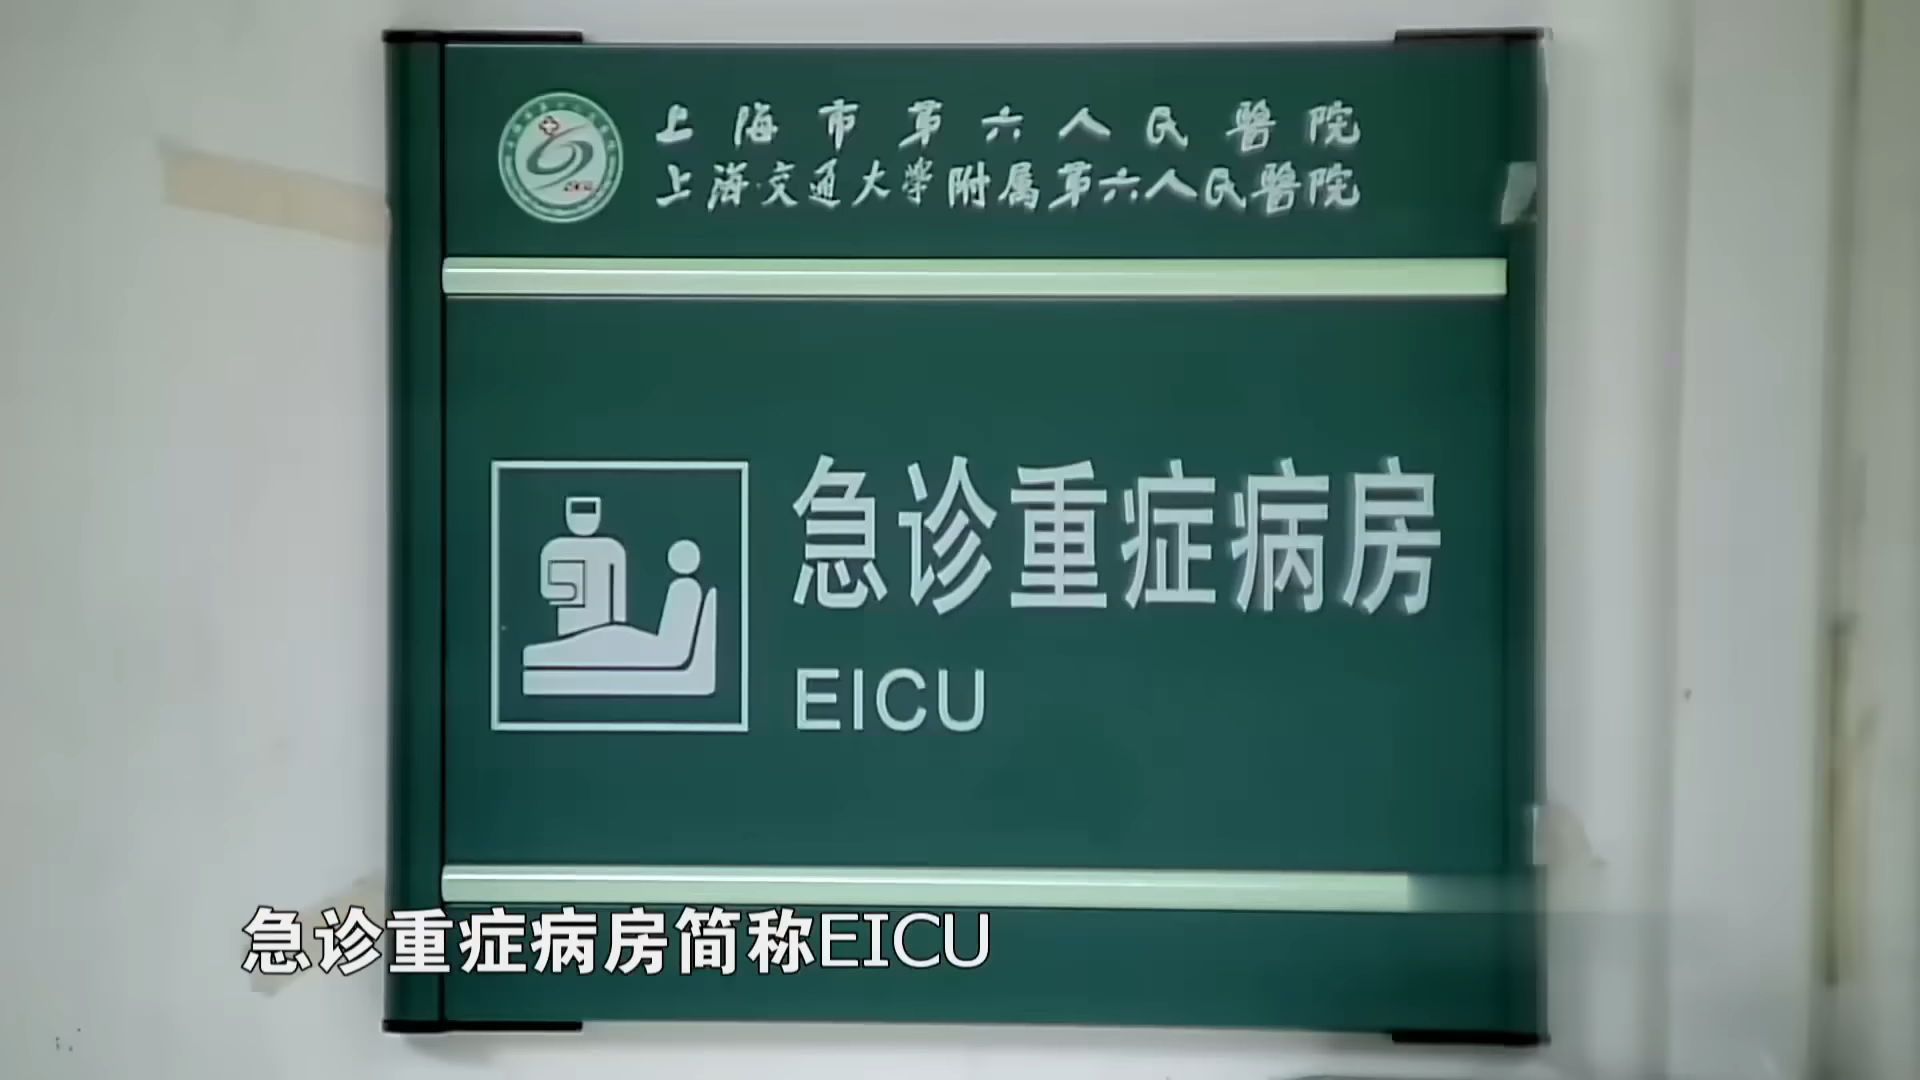 上海市第六人民醫院
上海交通大学附属第六人民醫院
急诊重症病房
EICU
急诊重症病房简称EICU